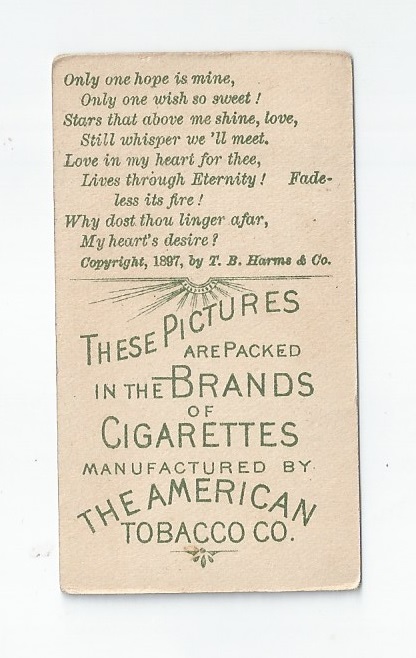 Only one hope is mine,
Only one wish so sweet!
Stars that above me shine, love,
Still whisper we 'll meet.
Love in my heart for thee,
Lives through Eternity! Fade-
less its fire!
Why dost thou linger afar,
My heart's desire?
Copyright, 1897, by T. B. Harms & Co.
THESE PICTURES
ARE PACKED
IN THE BRANDS
OF
CIGARETTES
MANUFACTURED BY
THE AMERICAN
TOBACCO CO.